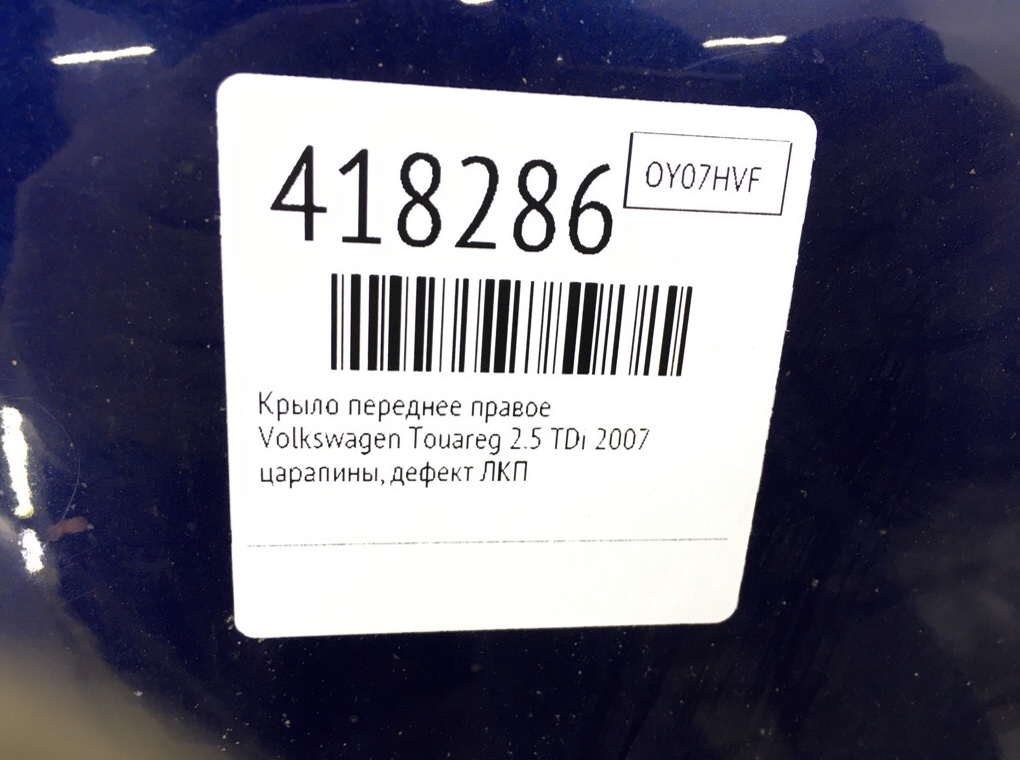 418286
OY07HVF
Крыло переднее правое
Volkswagen Touareg 2.5 TDi 2007
царапины, дефект ЛКП